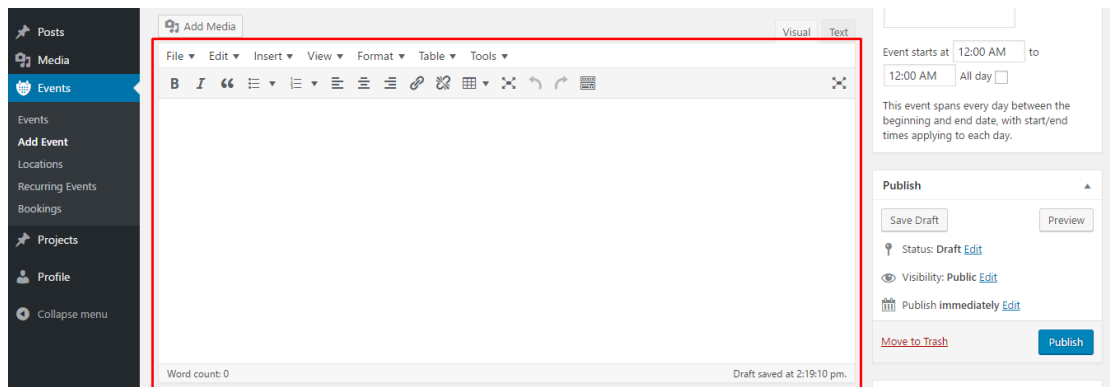 Posts
Media
Events
Events
Add Event
Locations
Recurring Events
Bookings
Projects
Profile
Collapse menu
Add Media
Visual Text
File Edit Insert View Format Table Tools
B I
Word count: 0 Draft saved at 2:19:10 pm.
Event starts at 12:00 AM to
12:00 AM All day
This event spans every day between the
beginning and end date, with start/end
times applying to each day.
Publish
Save Draft Preview
Status: Draft Edit
Visibility: Public Edit
Publish immediately Edit
Move to Trash Publish